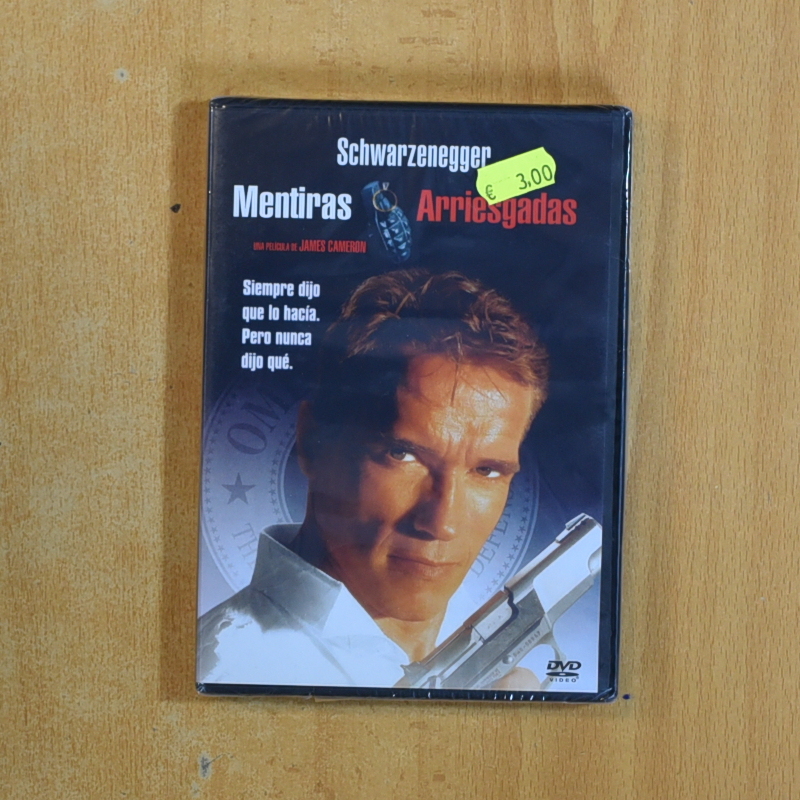 Schwarzenegger
€ 3,00
Mentiras Arriesgadas
UNA PELÍCULA DE JAMES CAMERON
Siempre dijo
que lo hacía.
Pero nunca
dijo qué.
DVD
VIDEO